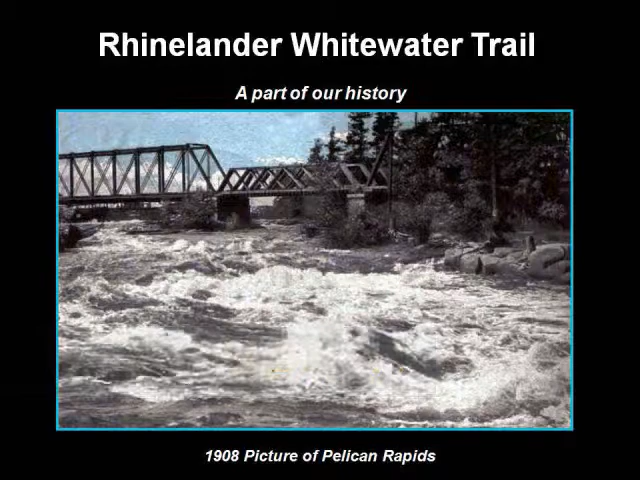 Rhinelander Whitewater Trail
A part of our history
1908 Picture of Pelican Rapids